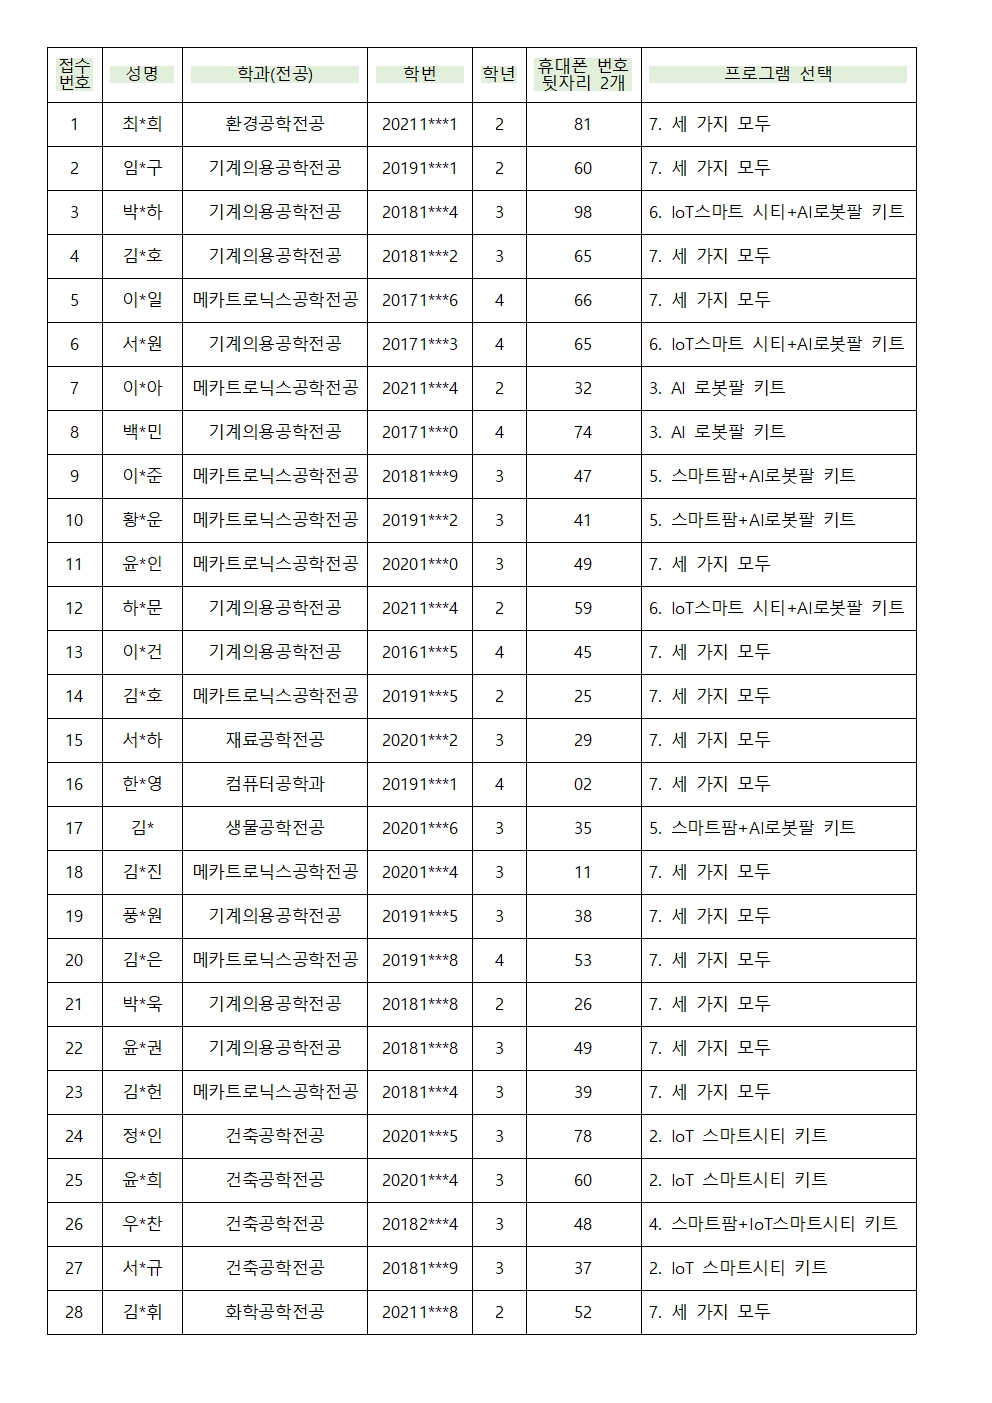 접수 번호 성명 학과(전공) 학번 학년 휴대폰 번호 뒷자리 2개 프로그램 선택
1 최*희 환경공학전공 20211***1 2 81 7. 세 가지 모두
2 임*구 기계의용공학전공 20191***1 2 60 7. 세 가지 모두
3 박*하 기계의용공학전공 20181***4 3 98 6. IoT스마트 시티+AI로봇팔 키트
4 김*호 기계의용공학전공 20181***2 3 65 7. 세 가지 모두
5 이*일 메카트로닉스공학전공 20171***6 4 66 7. 세 가지 모두
6 서*원 기계의용공학전공 20171***3 4 65 6. IoT스마트 시티+AI로봇팔 키트
7 이*아 메카트로닉스공학전공 20211***4 2 32 3. AI 로봇팔 키트
8 백*민 기계의용공학전공 20171***0 4 74 3. AI 로봇팔 키트
9 이*준 메카트로닉스공학전공 20181***9 3 47 5. 스마트팜+AI로봇팔 키트
10 황*운 메카트로닉스공학전공 20191***2 3 41 5. 스마트팜+AI로봇팔 키트
11 윤*인 메카트로닉스공학전공 20201***0 3 49 7. 세 가지 모두
12 하*문 기계의용공학전공 20211***4 2 59 6. IoT스마트 시티+AI로봇팔 키트
13 이*건 기계의용공학전공 20161***5 4 45 7. 세 가지 모두
14 김*호 메카트로닉스공학전공 20191***5 2 25 7. 세 가지 모두
15 서*하 재료공학전공 20201***2 3 29 7. 세 가지 모두
16 한*영 컴퓨터공학과 20191***1 4 02 7. 세 가지 모두
17 김* 생물공학전공 20201***6 3 35 5. 스마트팜+AI로봇팔 키트
18 김*진 메카트로닉스공학전공 20201***4 3 11 7. 세 가지 모두
19 풍*원 기계의용공학전공 20191***5 3 38 7. 세 가지 모두
20 김*은 메카트로닉스공학전공 20191***8 4 53 7. 세 가지 모두
21 박*욱 기계의용공학전공 20181***8 2 26 7. 세 가지 모두
22 윤*권 기계의용공학전공 20181***8 3 49 7. 세 가지 모두
23 김*헌 메카트로닉스공학전공 20181***4 3 39 7. 세 가지 모두
24 정*인 건축공학전공 20201***5 3 78 2. IoT 스마트시티 키트
25 윤*희 건축공학전공 20201***4 3 60 2. IoT 스마트시티 키트
26 우*찬 건축공학전공 20182***4 3 48 4. 스마트팜+IoT스마트시티 키트
27 서*규 건축공학전공 20181***9 3 37 2. IoT 스마트시티 키트
28 김*휘 화학공학전공 20211***8 2 52 7. 세 가지 모두